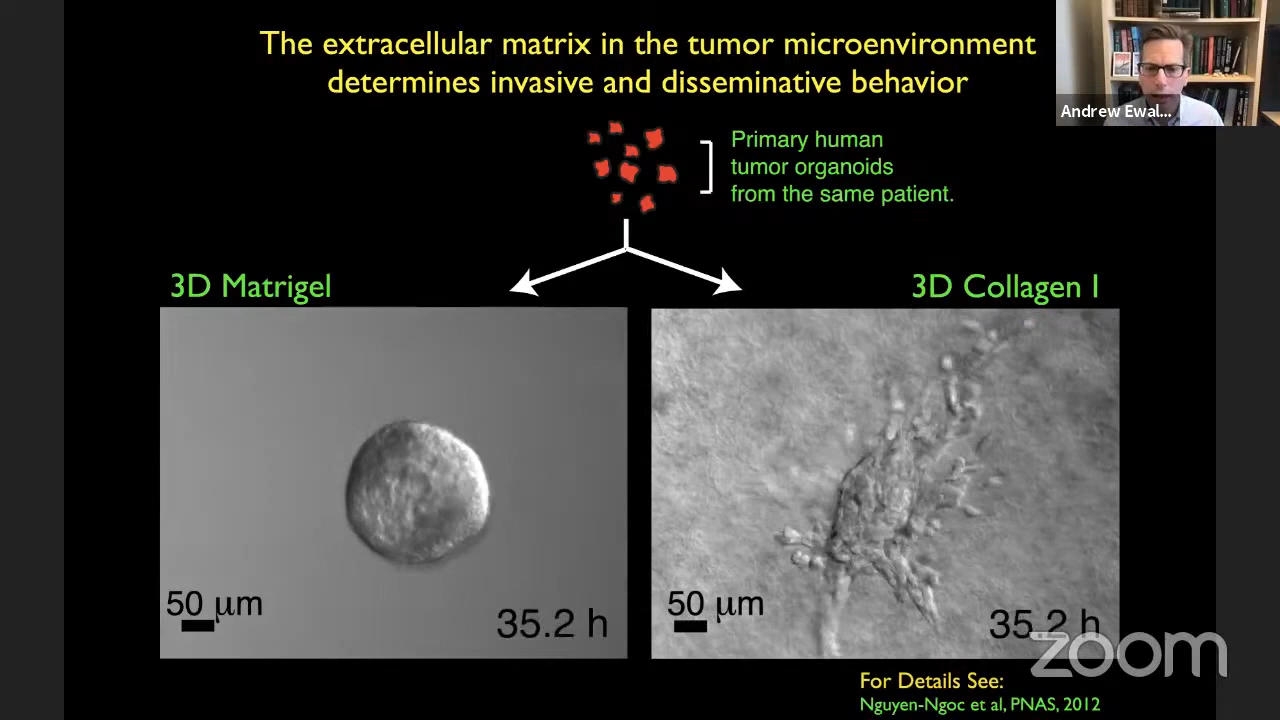 The extracellular matrix in the tumor microenvironment
determines invasive and disseminative behavior
Andrew Ewal...
Primary human
tumor organoids
from the same patient.
3D Matrigel
3D Collagen I
50 μm
35.2 h
50 μm
35.2 h
zoom
For Details See:
Nguyen-Ngoc et al, PNAS, 2012